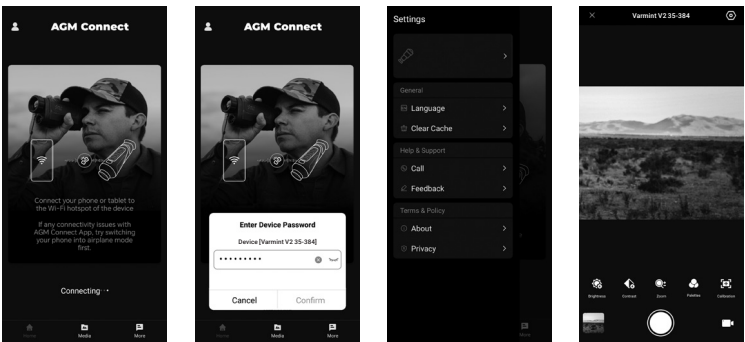 AGM Connect
Connect your phone or tablet to
the Wi-Fi hotspot of the device
If any connectivity issues with
AGM Connect App, try switching
your phone into airplane mode
first.
Connecting···
Home
Media
More
AGM Connect
Enter Device Password
Device [Varmint V2 35-384]
•••••••••
Cancel
Confirm
Home
Media
More
Settings
General
Language
Clear Cache
Help & Support
Call
Feedback
Terms & Policy
About
Privacy
More
Varmint V2 35-384
Brightness
Contrast
Zoom
Palettes
Calibration